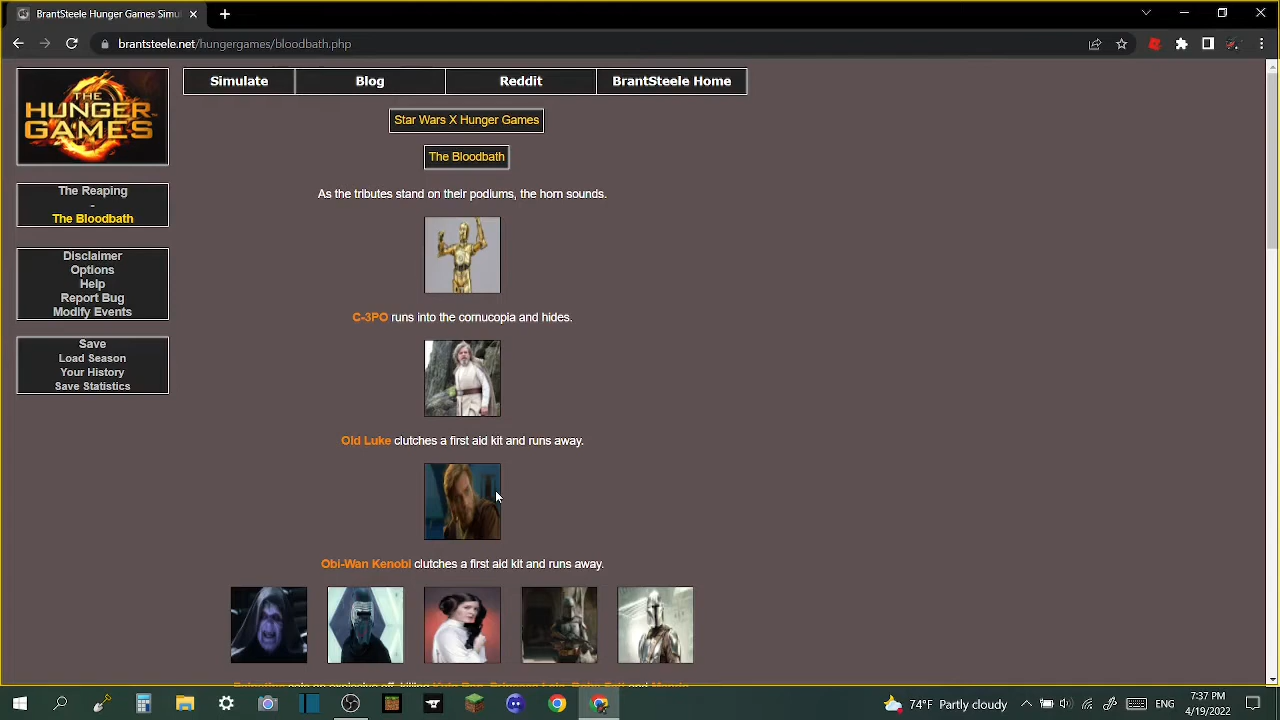 BrantSteele Hunger Games Simul
brantsteele.net/hungergames/bloodbath.php
THE
HUNGER
GAMES
Simulate
Blog
Reddit
BrantSteele Home
Star Wars X Hunger Games
The Bloodbath
The Reaping
-
The Bloodbath
Disclaimer
Options
Help
Report Bug
Modify Events
Save
Load Season
Your History
Save Statistics
As the tributes stand on their podiums, the horn sounds.
C-3PO runs into the cornucopia and hides.
Old Luke clutches a first aid kit and runs away.
Obi-Wan Kenobi clutches a first aid kit and runs away.
74°F Partly cloudy
ENG
7:37 PM
4/19/2022